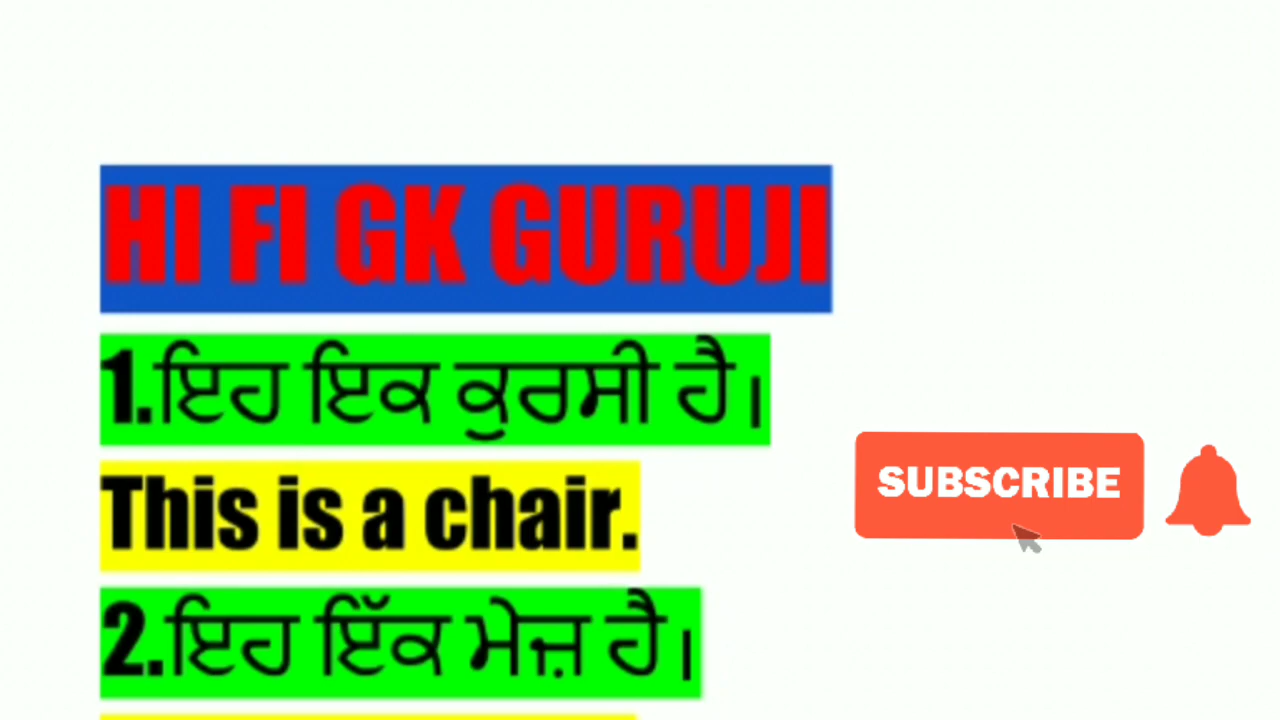 HI FI GK GURUJI
1.ਇਹ ਇਕ ਕੁਰਸੀ ਹੈ।
This is a chair.
SUBSCRIBE
2.ਇਹ ਇੱਕ ਮੇਜ਼ ਹੈ।